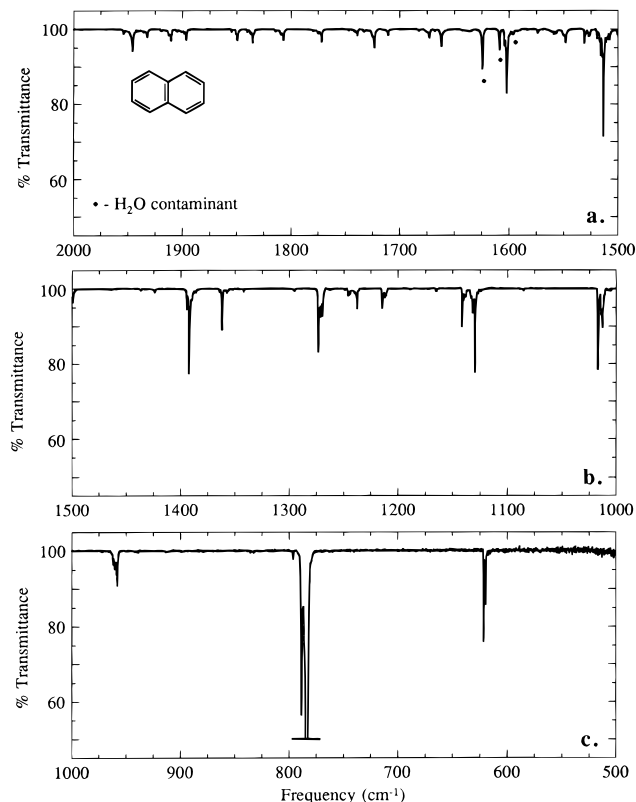 % Transmittance
100
80
60
• - H₂O contaminant
a.
2000 1900 1800 1700 1600 1500
% Transmittance
100
80
60
b.
1500 1400 1300 1200 1100 1000
% Transmittance
100
80
60
c.
1000 900 800 700 600 500
Frequency (cm⁻¹)